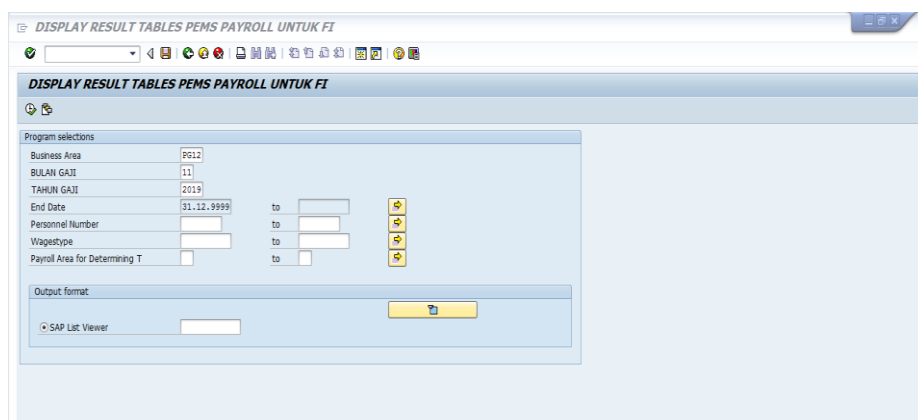 DISPLAY RESULT TABLES PEMS PAYROLL UNTUK FI
DISPLAY RESULT TABLES PEMS PAYROLL UNTUK FI
Program selections
Business Area PG12
BULAN GAJI 11
TAHUN GAJI 2019
End Date 31.12.9999 to
Personnel Number to
Wagestype to
Payroll Area for Determining T to
Output format
SAP List Viewer